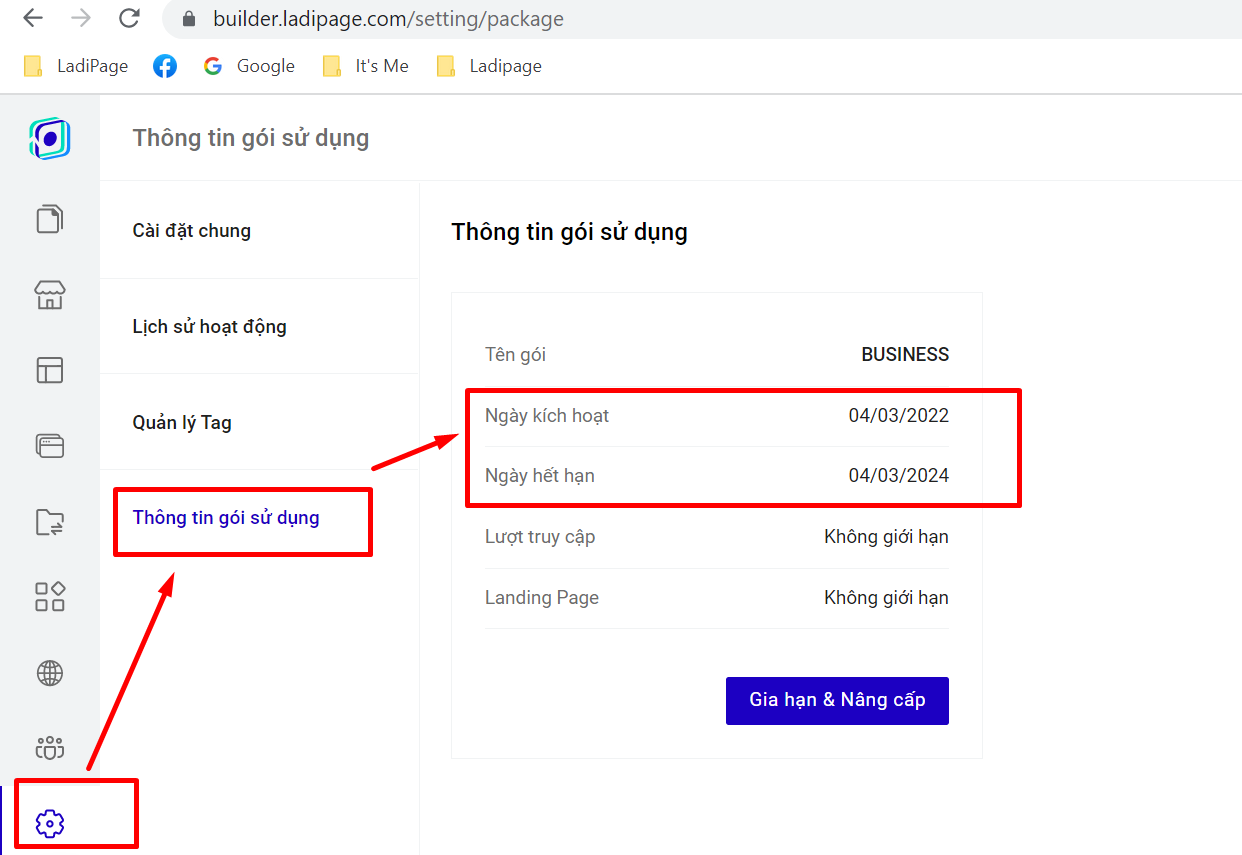 builder.ladipage.com/setting/package
LadiPage Google It's Me Ladipage
Thông tin gói sử dụng
Cài đặt chung
Lịch sử hoạt động
Quản lý Tag
Thông tin gói sử dụng
Thông tin gói sử dụng
Tên gói BUSINESS
Ngày kích hoạt 04/03/2022
Ngày hết hạn 04/03/2024
Lượt truy cập Không giới hạn
Landing Page Không giới hạn
Gia hạn & Nâng cấp